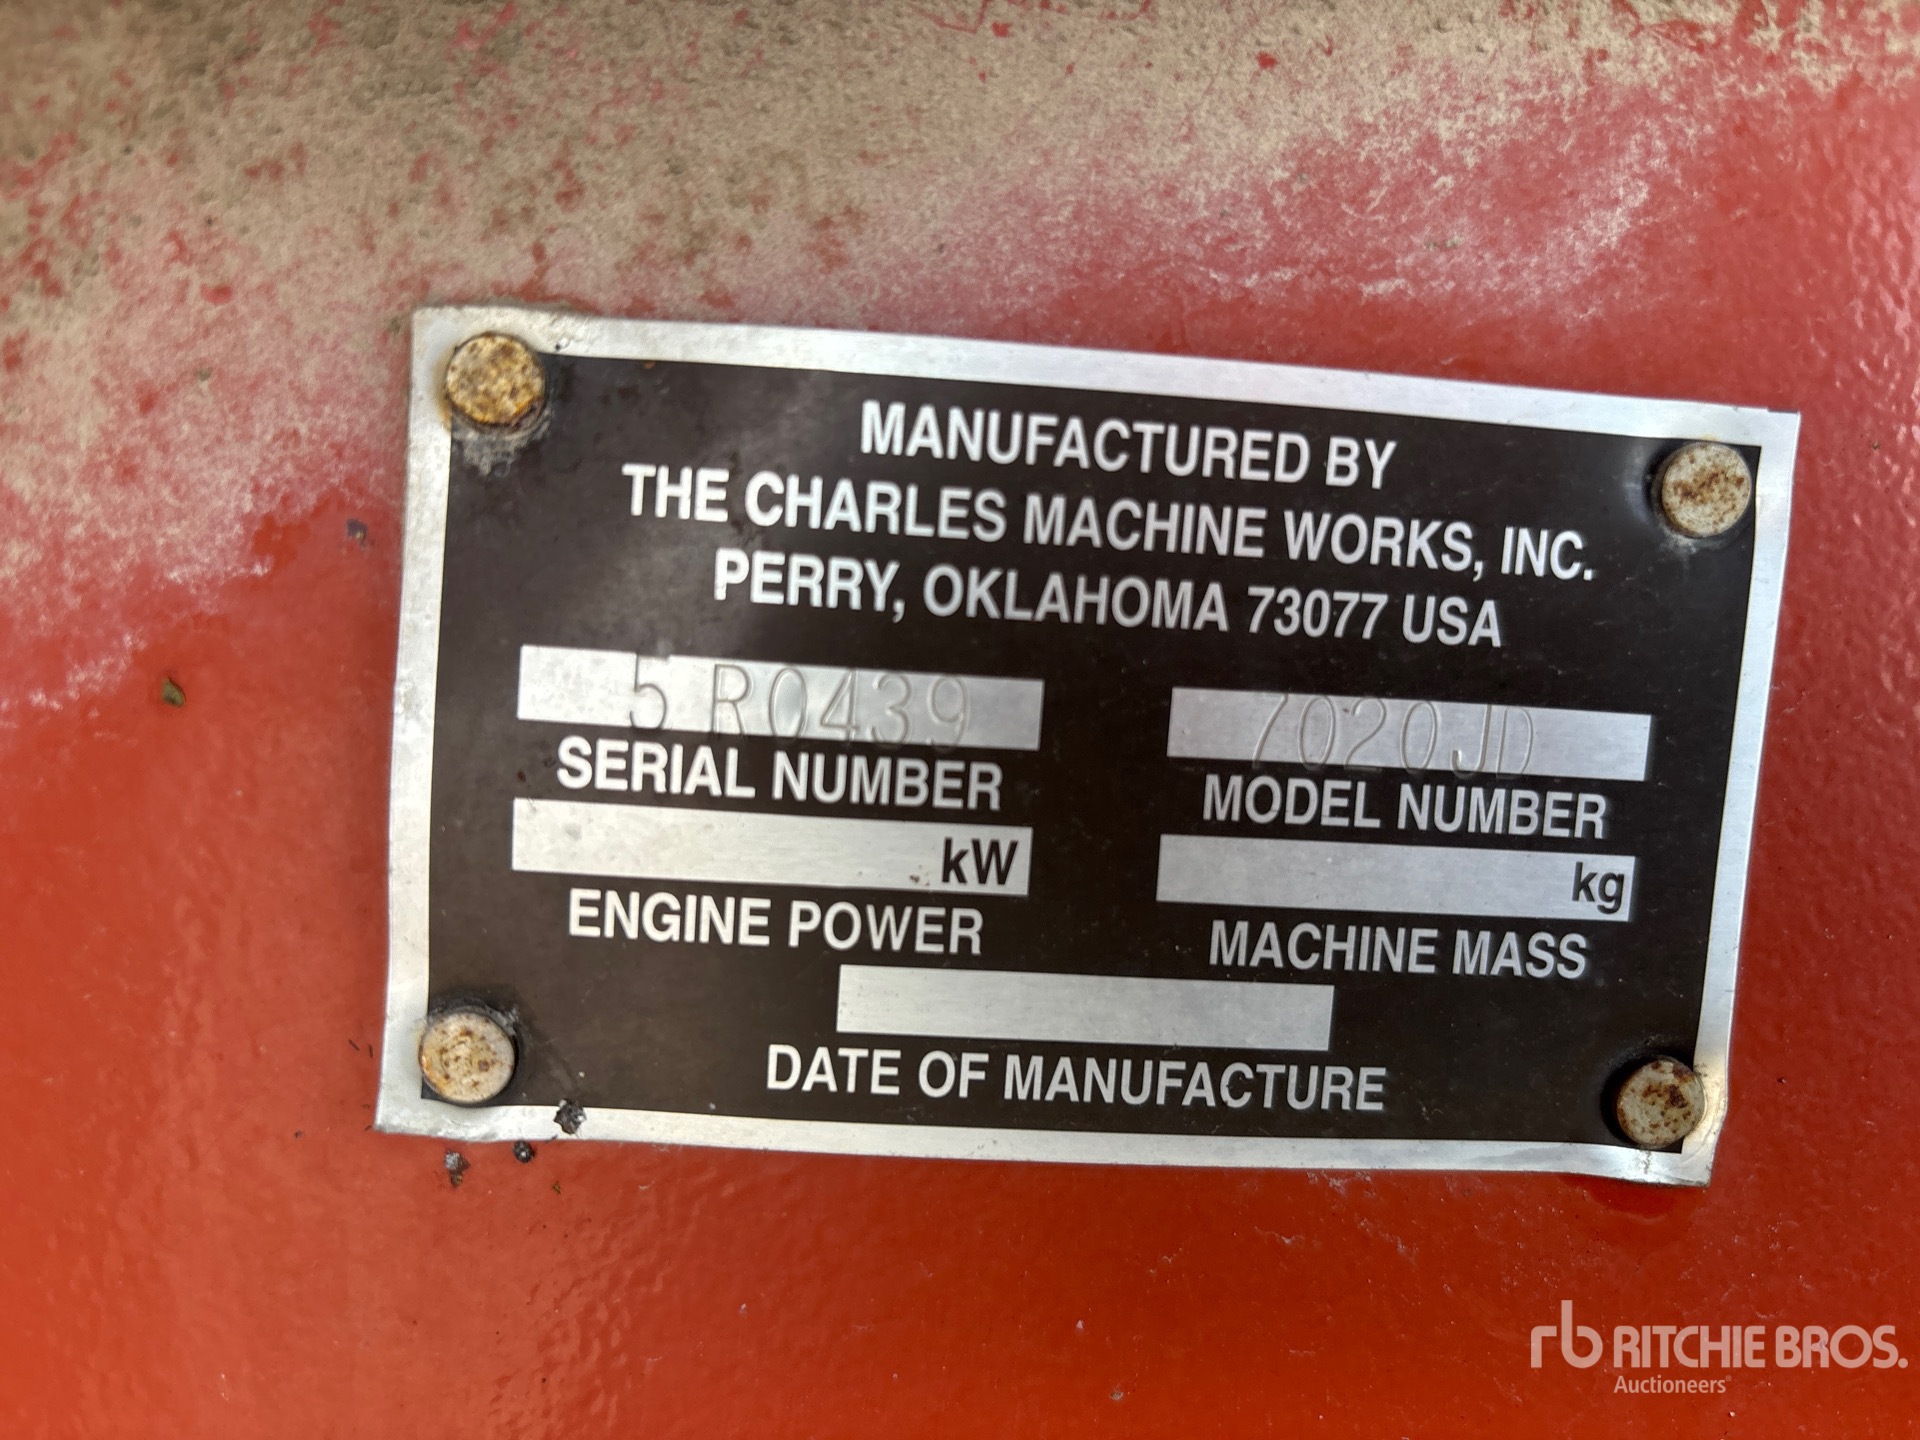 MANUFACTURED BY
THE CHARLES MACHINE WORKS, INC.
PERRY, OKLAHOMA 73077 USA
5R0439 7020JD
SERIAL NUMBER MODEL NUMBER
kW kg
ENGINE POWER MACHINE MASS
DATE OF MANUFACTURE
rb RITCHIE BROS.
Auctioneers